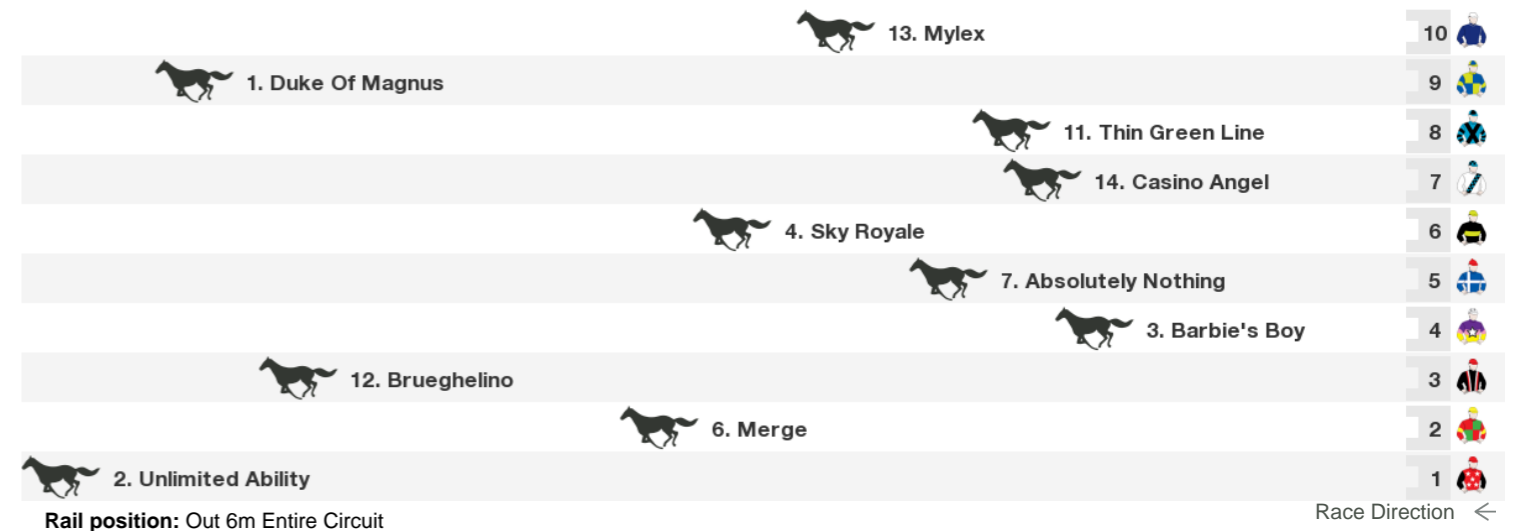 13. Mylex 10
1. Duke Of Magnus 9
11. Thin Green Line 8
14. Casino Angel 7
4. Sky Royale 6
7. Absolutely Nothing 5
3. Barbie's Boy 4
12. Brueghelino 3
6. Merge 2
2. Unlimited Ability 1
Race Direction ←
Rail position: Out 6m Entire Circuit